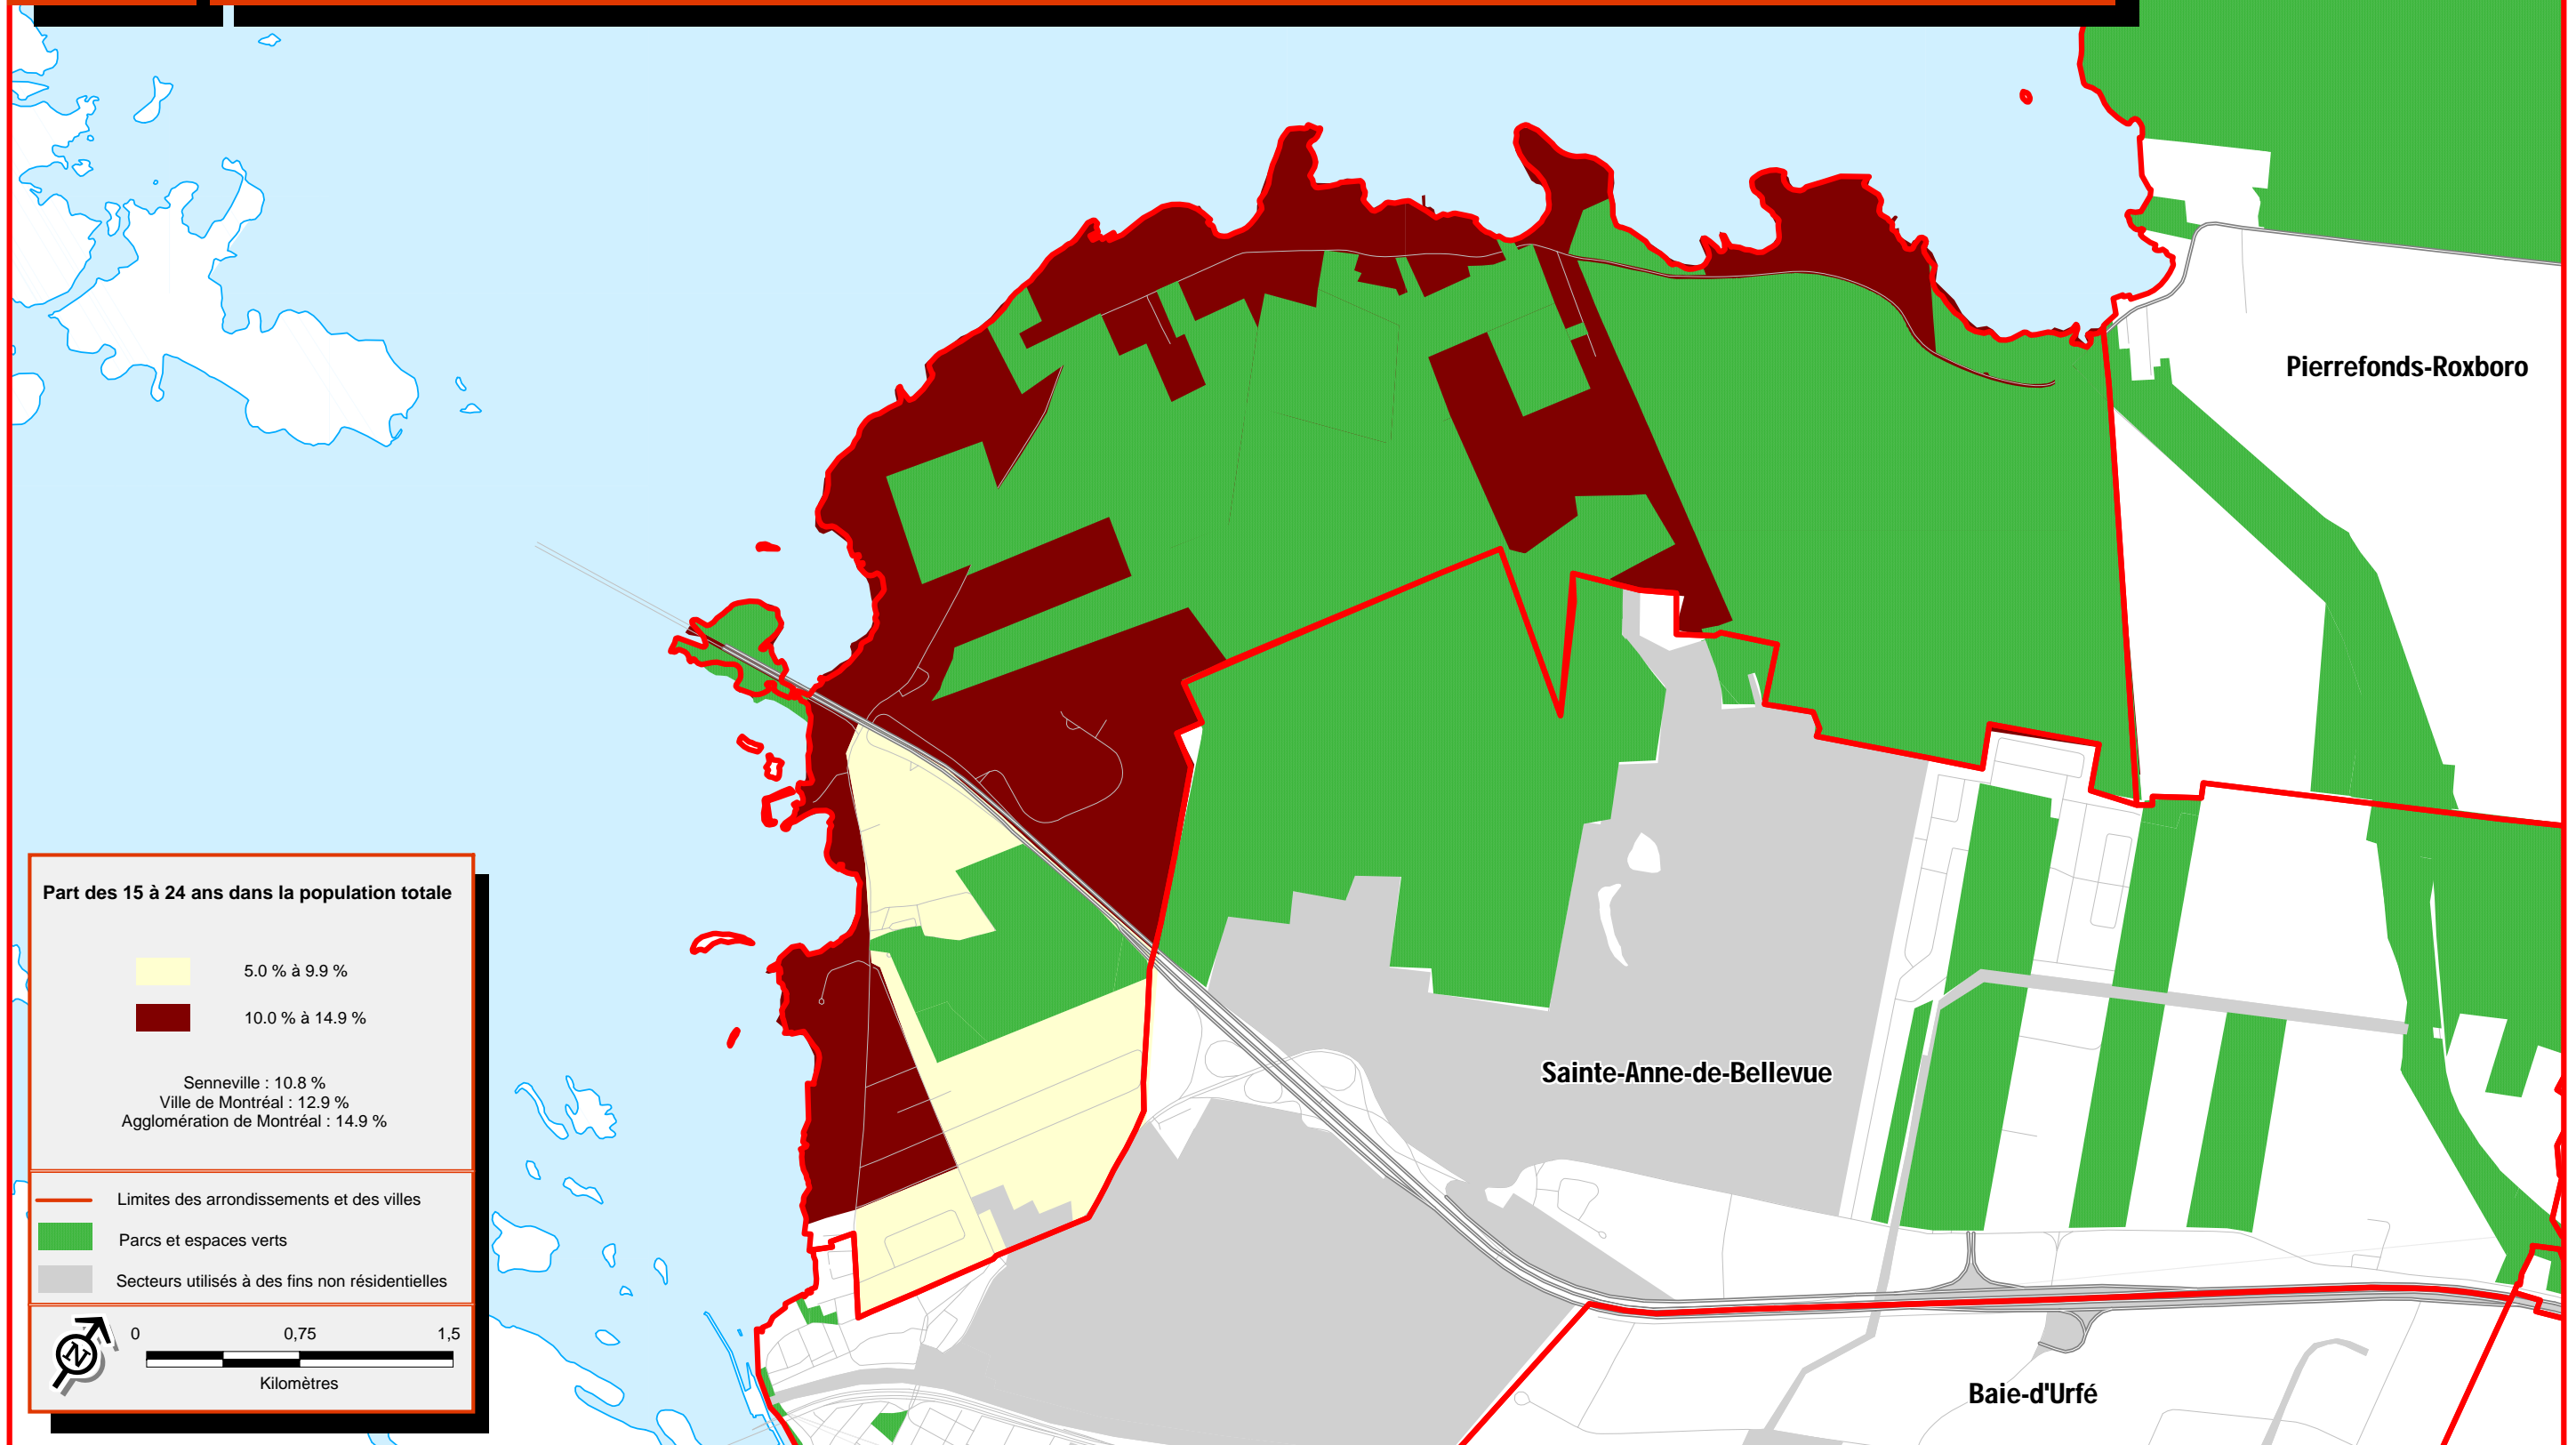 Pierrefonds-Roxboro
Part des 15 à 24 ans dans la population totale
5.0 % à 9.9 %
10.0 % à 14.9 %
Senneville : 10.8 %
Ville de Montréal : 12.9 %
Agglomération de Montréal : 14.9 %
Sainte-Anne-de-Bellevue
Limites des arrondissements et des villes
Parcs et espaces verts
Secteurs utilisés à des fins non résidentielles
N
0 0,75 1,5
Kilomètres
Baie-d'Urfé